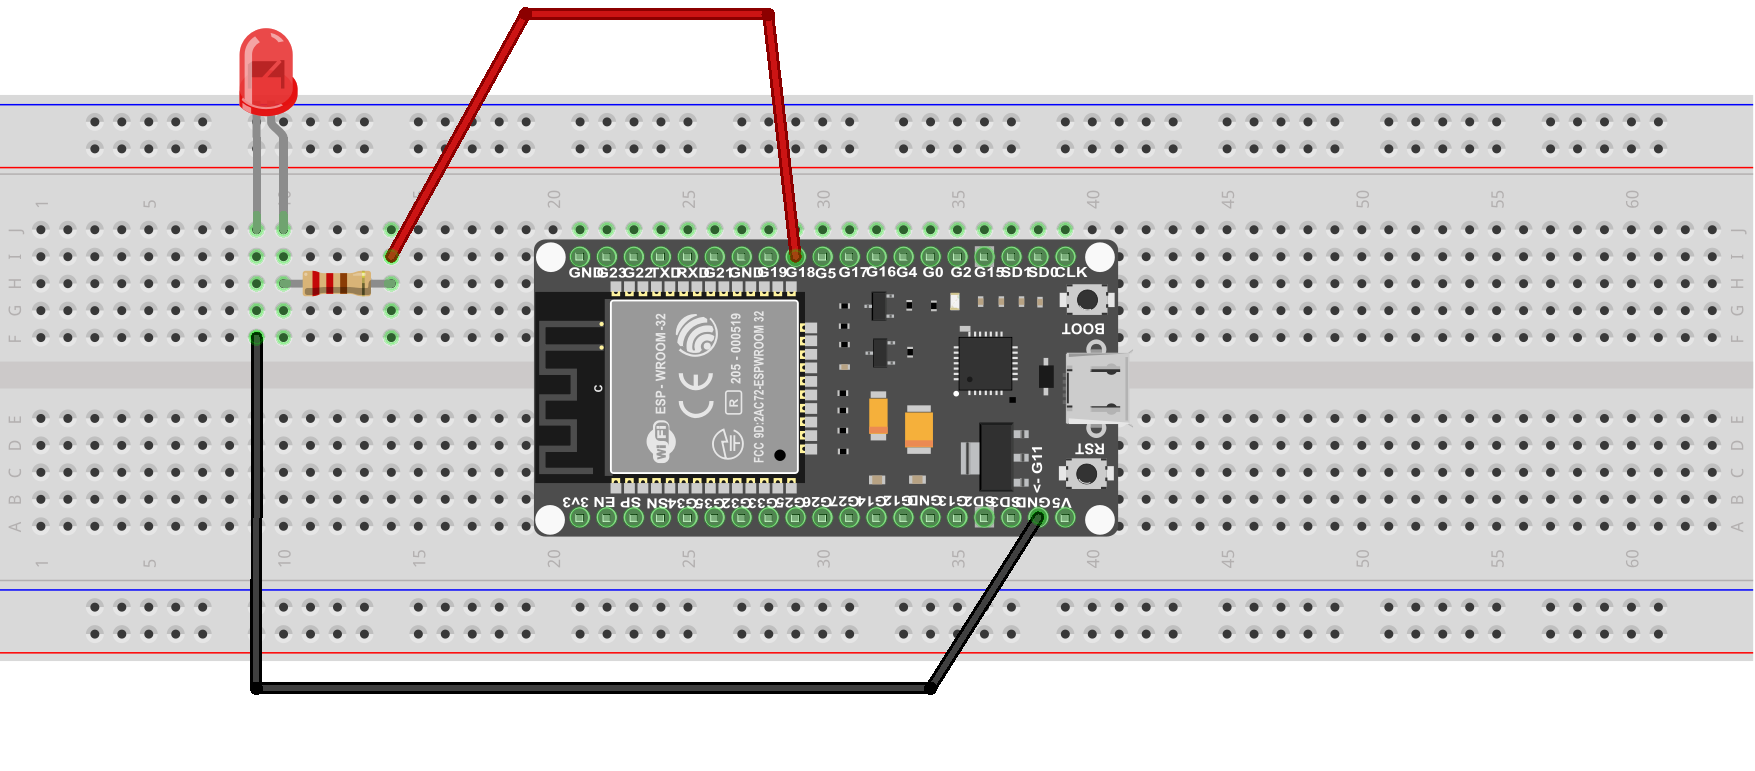 1 5 10 15 20 25 30 35 40 45 50 55 60
J J
I I
H H
G G
F F
GND G23 G22 TXD RXD G21 GND G19 G18 G5 G17 G16 G4 G0 G2 G15 SD1 SD0 CLK
BOOT
ESP - WROOM-32
205 - 000519
FCC 9D:2AC72-ESPWROOM 32
CE
R
WiFi
C
RST
<- G11
3v3 EN SP SN G34 G35 G32 G33 G25 G26 G27 G14 G12 GND G13 SD2 SD3 GND V5
E E
D D
C C
B B
A A
1 5 10 15 20 25 30 35 40 45 50 55 60